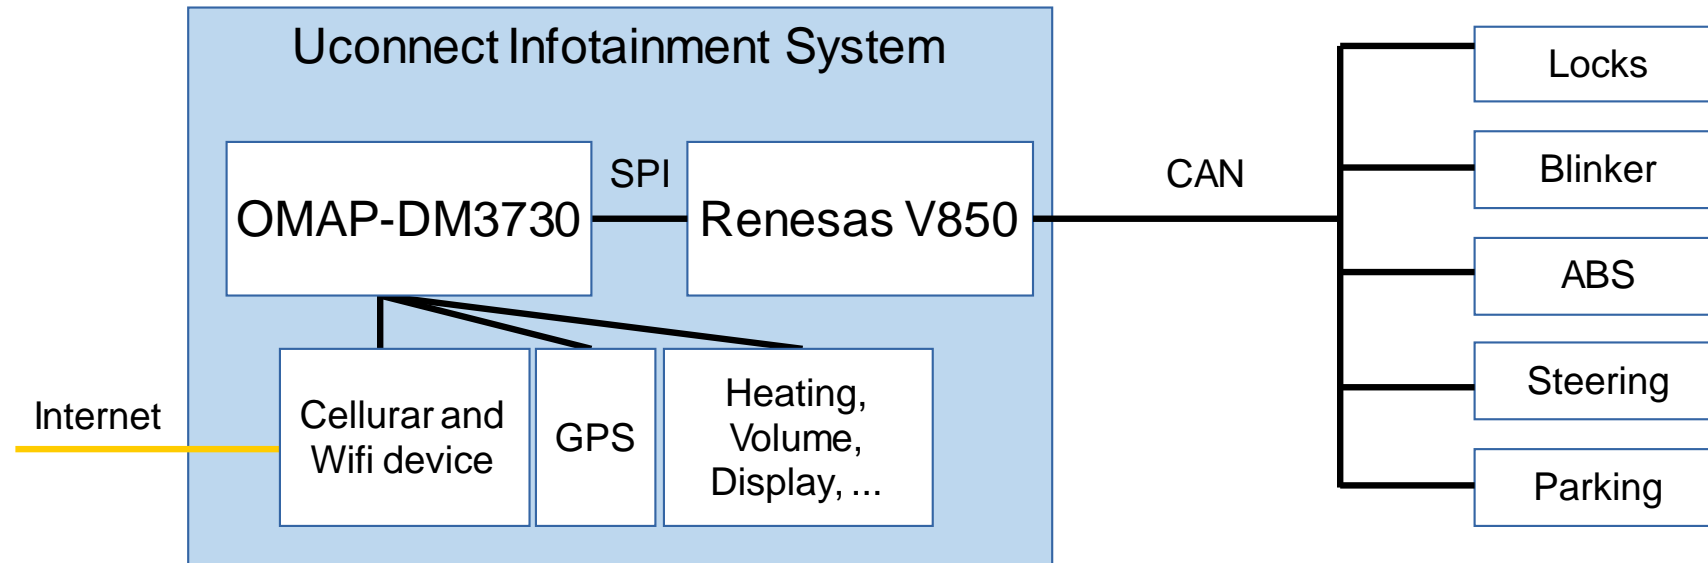 Uconnect Infotainment System
OMAP-DM3730
SPI
Renesas V850
CAN
Locks
Blinker
ABS
Steering
Parking
Internet
Cellurar and
Wifi device
GPS
Heating,
Volume,
Display, ...